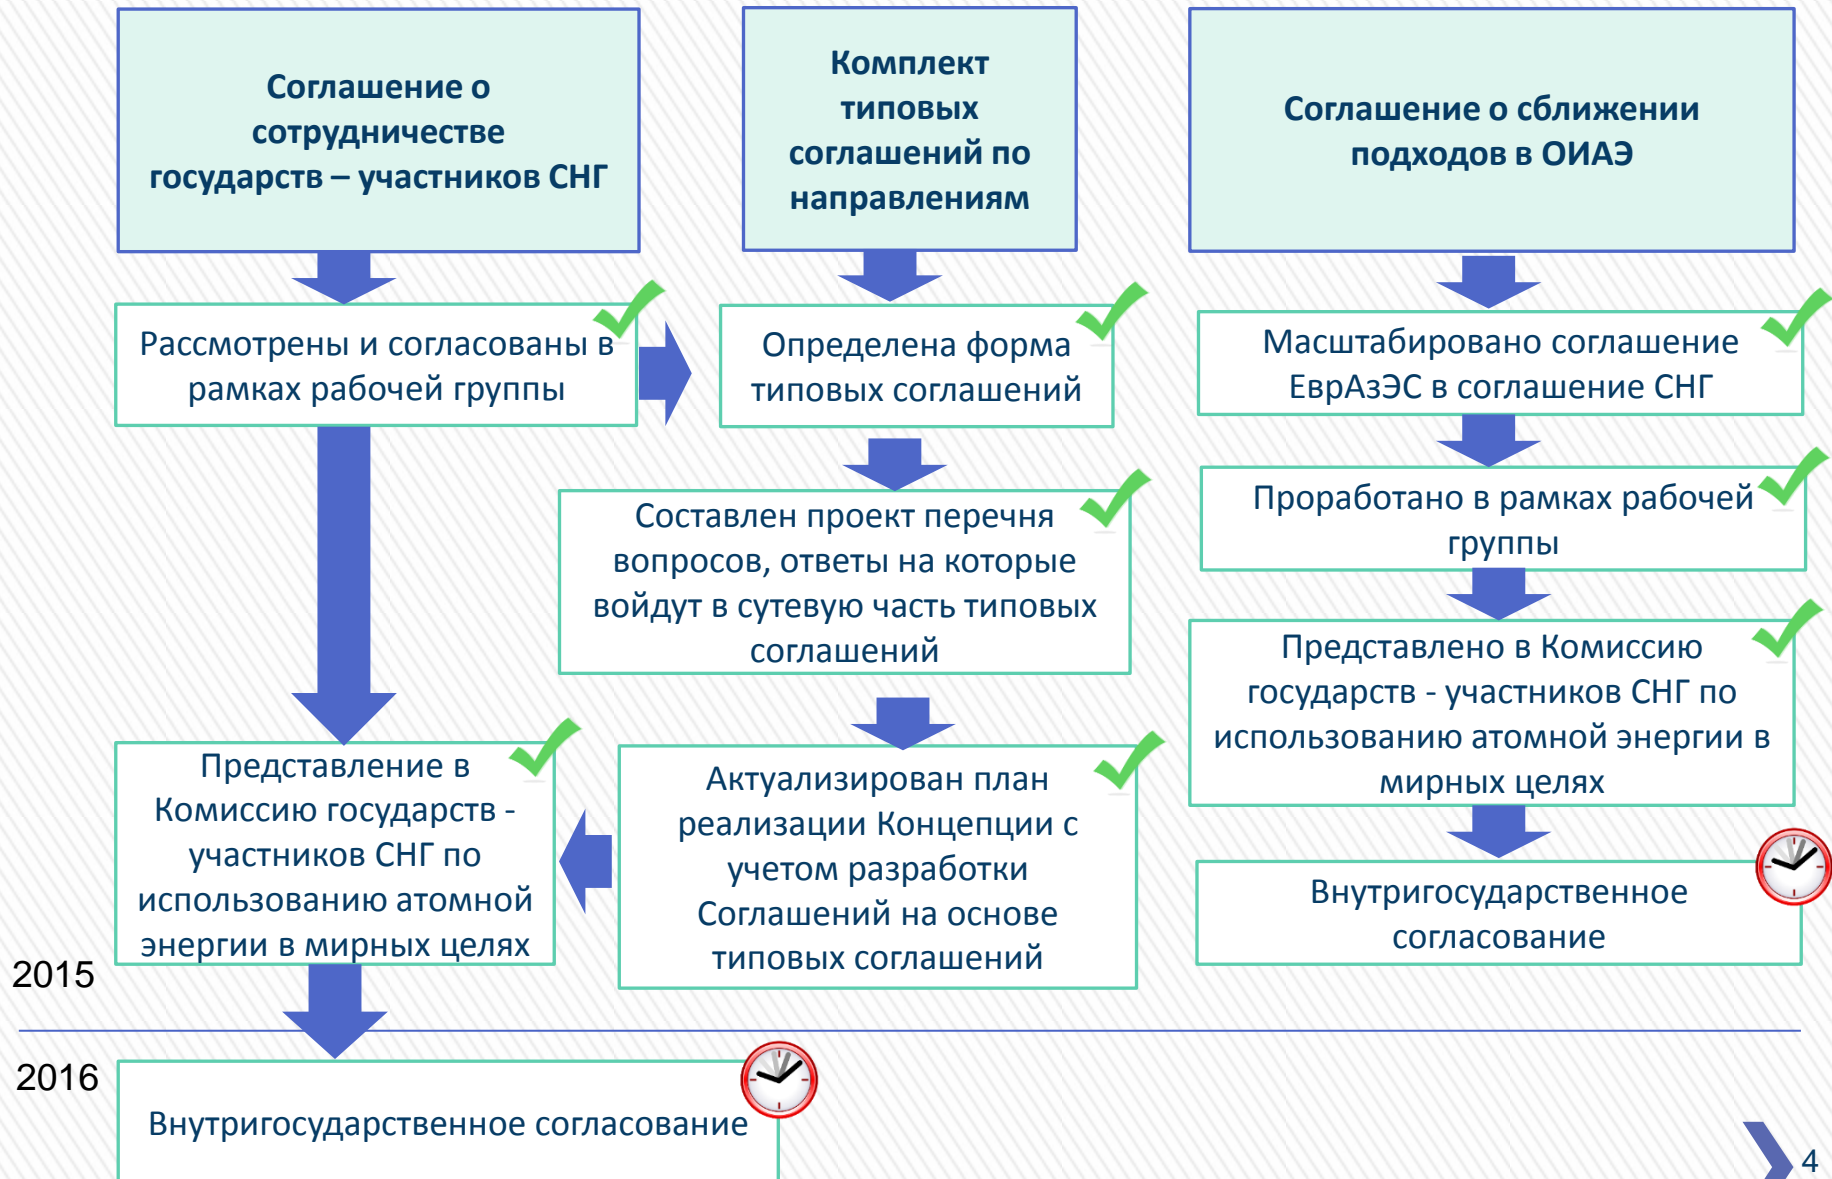 Соглашение о
сотрудничестве
государств – участников СНГ
Комплект
типовых
соглашений по
направлениям
Соглашение о сближении
подходов в ОИАЭ
Рассмотрены и согласованы в
рамках рабочей группы
Определена форма
типовых соглашений
Масштабировано соглашение
ЕврАзЭС в соглашение СНГ
Составлен проект перечня
вопросов, ответы на которые
войдут в сутевую часть типовых
соглашений
Проработано в рамках рабочей
группы
Представлено в Комиссию
государств - участников СНГ по
использованию атомной энергии в
мирных целях
Представление в
Комиссию государств -
участников СНГ по
использованию атомной
энергии в мирных целях
Актуализирован план
реализации Концепции с
учетом разработки
Соглашений на основе
типовых соглашений
Внутригосударственное
согласование
2015
2016
Внутригосударственное согласование
4